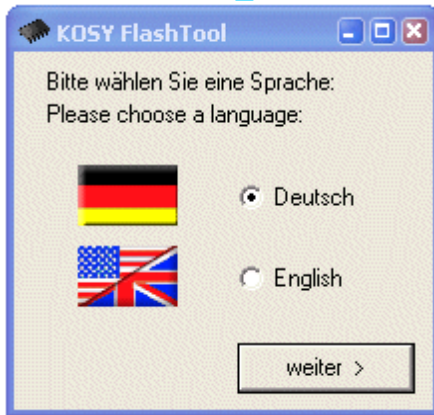 KOSY FlashTool
Bitte wählen Sie eine Sprache:
Please choose a language:
Deutsch
English
weiter >